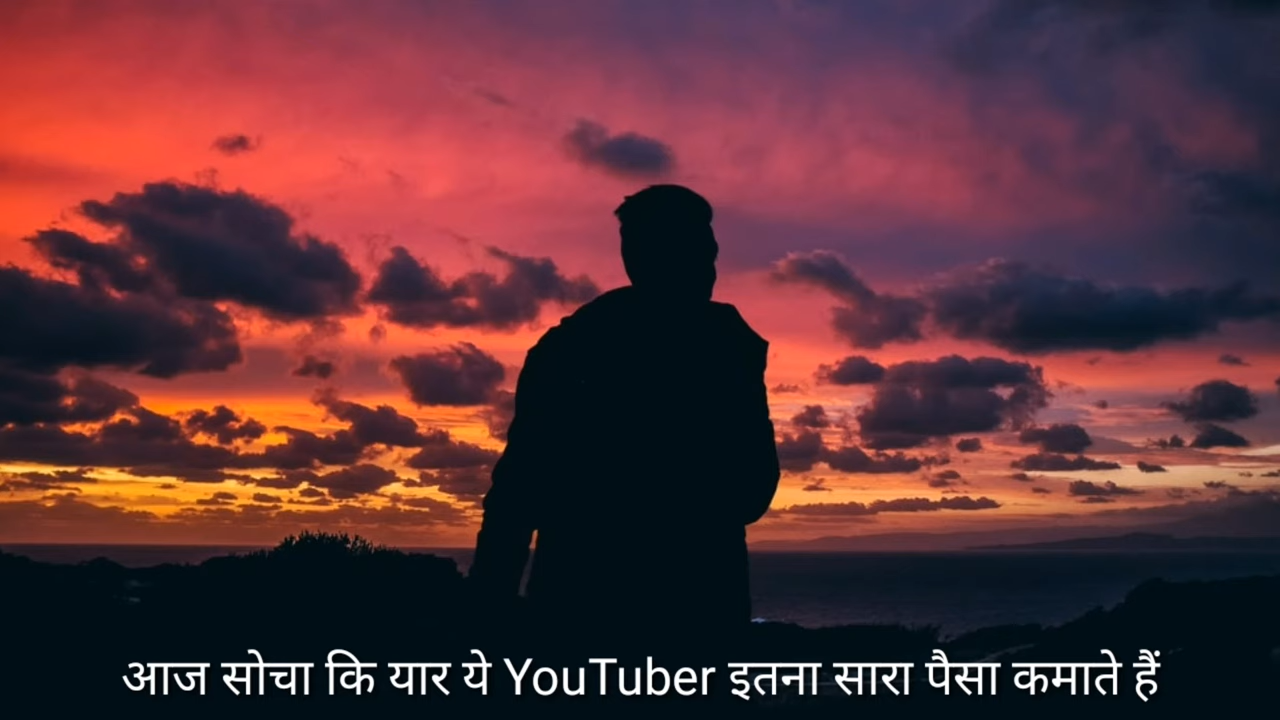 आज सोचा कि यार ये YouTuber इतना सारा पैसा कमाते हैं